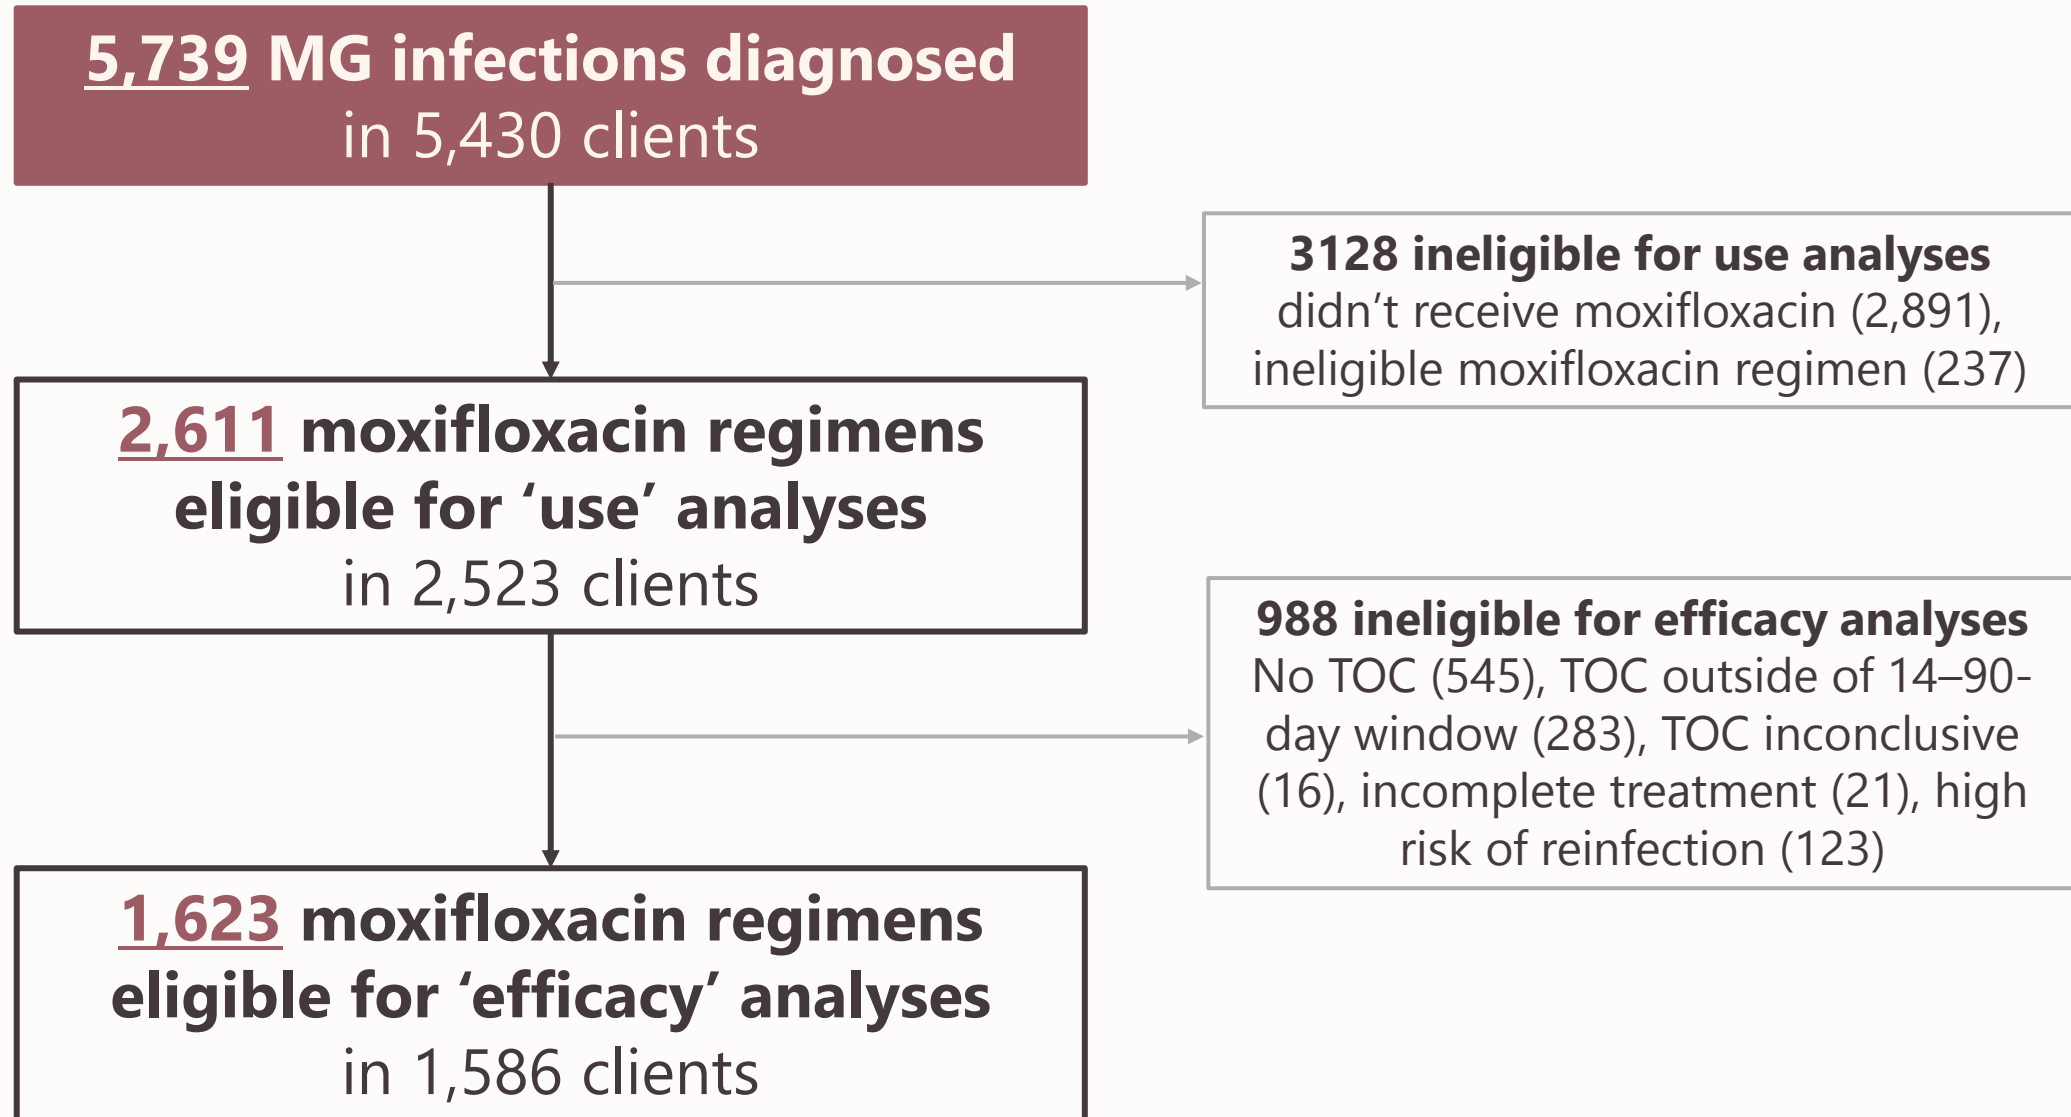 5,739 MG infections diagnosed
in 5,430 clients
3128 ineligible for use analyses
didn’t receive moxifloxacin (2,891),
ineligible moxifloxacin regimen (237)
2,611 moxifloxacin regimens
eligible for ‘use’ analyses
in 2,523 clients
988 ineligible for efficacy analyses
No TOC (545), TOC outside of 14–90-
day window (283), TOC inconclusive
(16), incomplete treatment (21), high
risk of reinfection (123)
1,623 moxifloxacin regimens
eligible for ‘efficacy’ analyses
in 1,586 clients